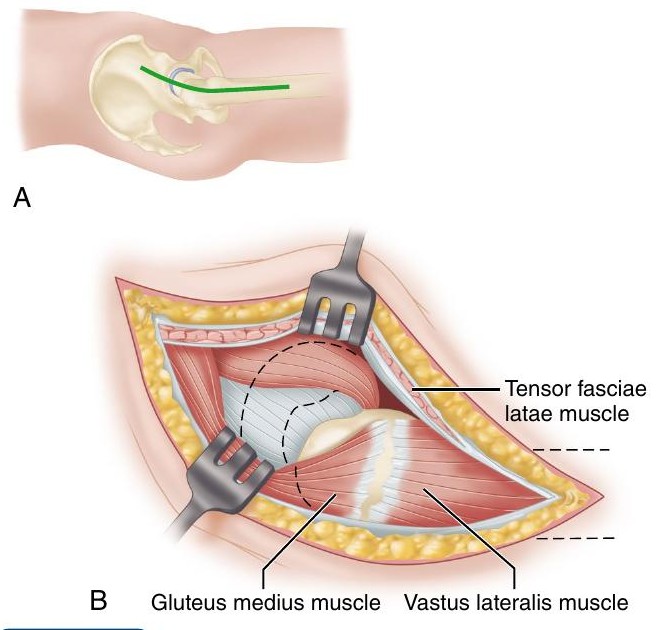 A
Tensor fasciae
latae muscle
B
Gluteus medius muscle
Vastus lateralis muscle